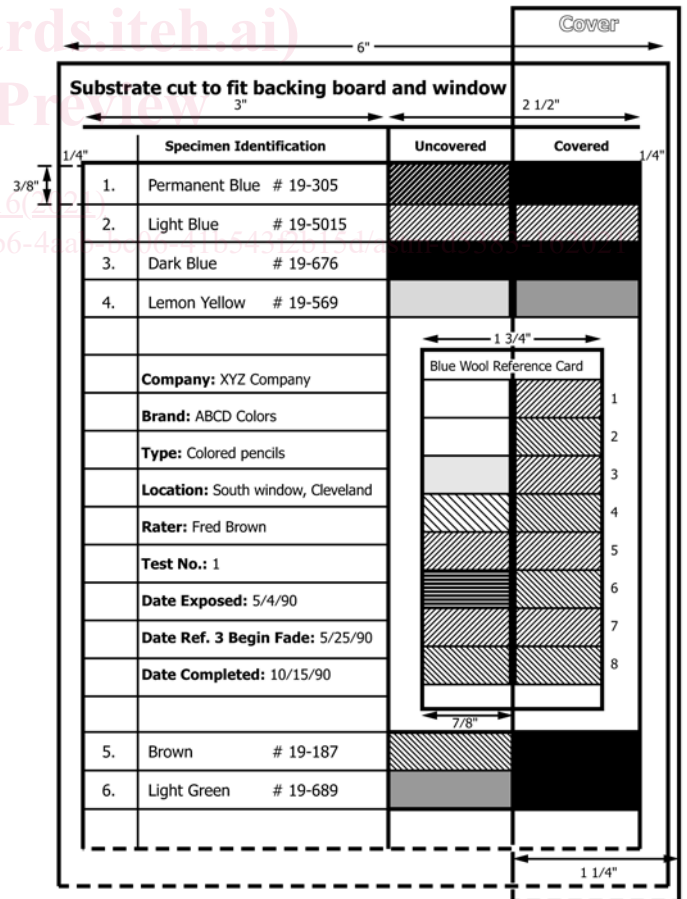 rds.iteh.ai)
Cover
6"
Preview
Substrate cut to fit backing board and window
3"
2 1/2"
Specimen Identification Uncovered Covered
1/4" 1/4"
3/8"
1. Permanent Blue # 19-305
2. Light Blue # 19-5015
3. Dark Blue # 19-676
4. Lemon Yellow # 19-569
1 3/4"
Blue Wool Reference Card
Company: XYZ Company
1
Brand: ABCD Colors
2
Type: Colored pencils
3
Location: South window, Cleveland
4
Rater: Fred Brown
5
Test No.: 1
6
Date Exposed: 5/4/90
7
Date Ref. 3 Begin Fade: 5/25/90
8
Date Completed: 10/15/90
7/8"
5. Brown # 19-187
6. Light Green # 19-689
1 1/4"